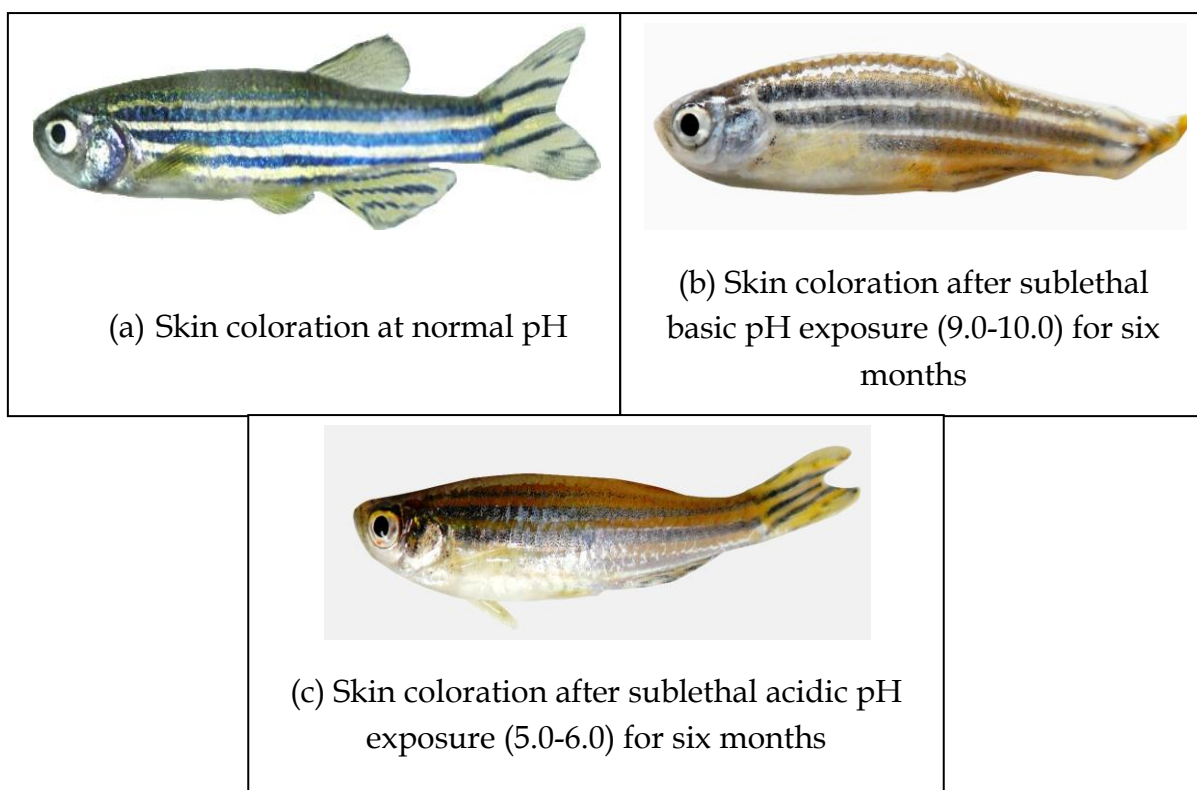 (a) Skin coloration at normal pH
(b) Skin coloration after sublethal
basic pH exposure (9.0-10.0) for six
months
(c) Skin coloration after sublethal acidic pH
exposure (5.0-6.0) for six months